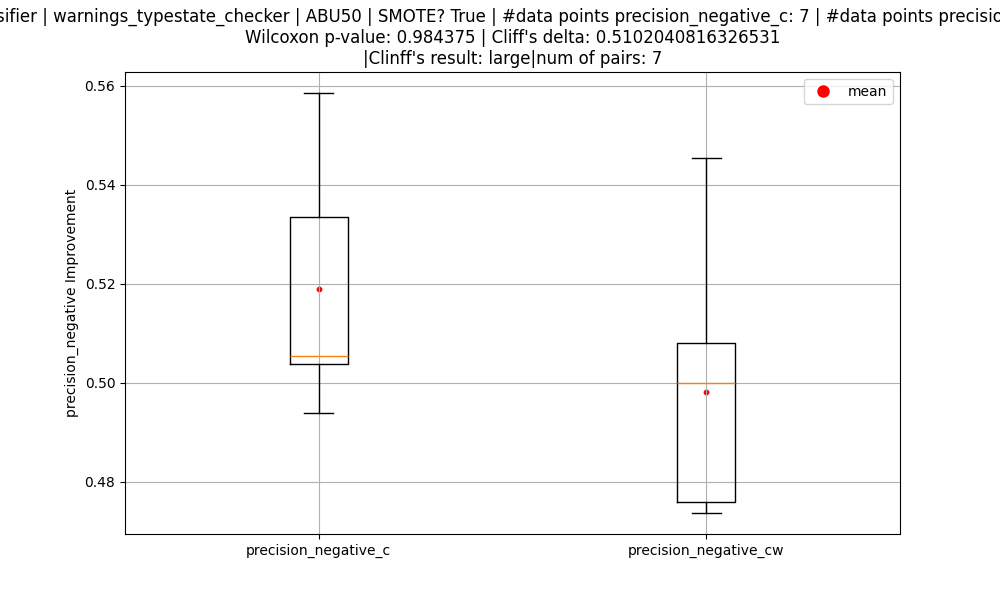 | warnings_typestate_checker | ABU50 | SMOTE? True | #data points precision_negative_c: 7 | #data points
Wilcoxon p-value: 0.984375 | Cliff's delta: 0.5102040816326531
|Clinff's result: large|num of pairs: 7
mean
0.56
0.54
0.52
0.50
0.48
precision_negative Improvement
precision_negative_c
precision_negative_cw